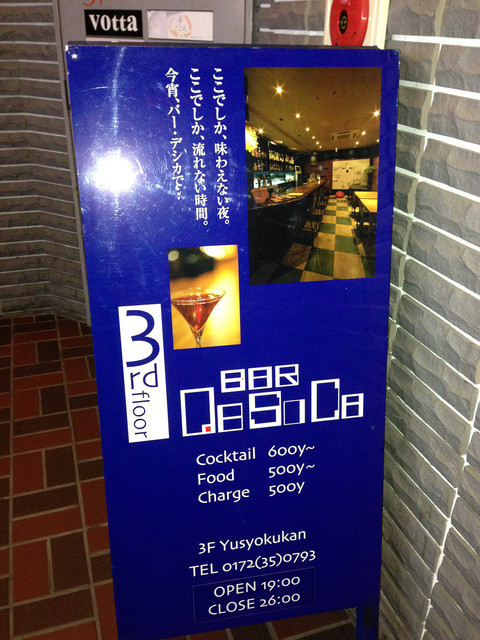 votta
ここでしか、味わえない夜。
ここでしか、流れない時間。
今宵、バー・デシカで…
3rd floor
BAR
DeSiCa
Cocktail 600y~
Food 500y~
Charge 500y
3F Yusyokukan
TEL 0172(35)0793
OPEN 19:00
CLOSE 26:00